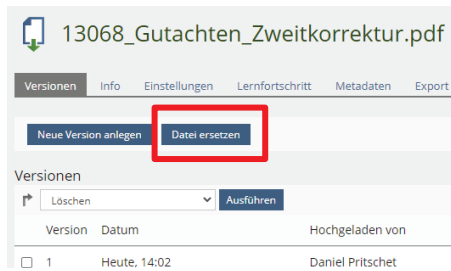 13068_Gutachten_Zweitkorrektur.pdf
Versionen Info Einstellungen Lernfortschritt Metadaten Export
Neue Version anlegen Datei ersetzen
Versionen
Löschen Ausführen
Version Datum Hochgeladen von
1 Heute, 14:02 Daniel Pritschet